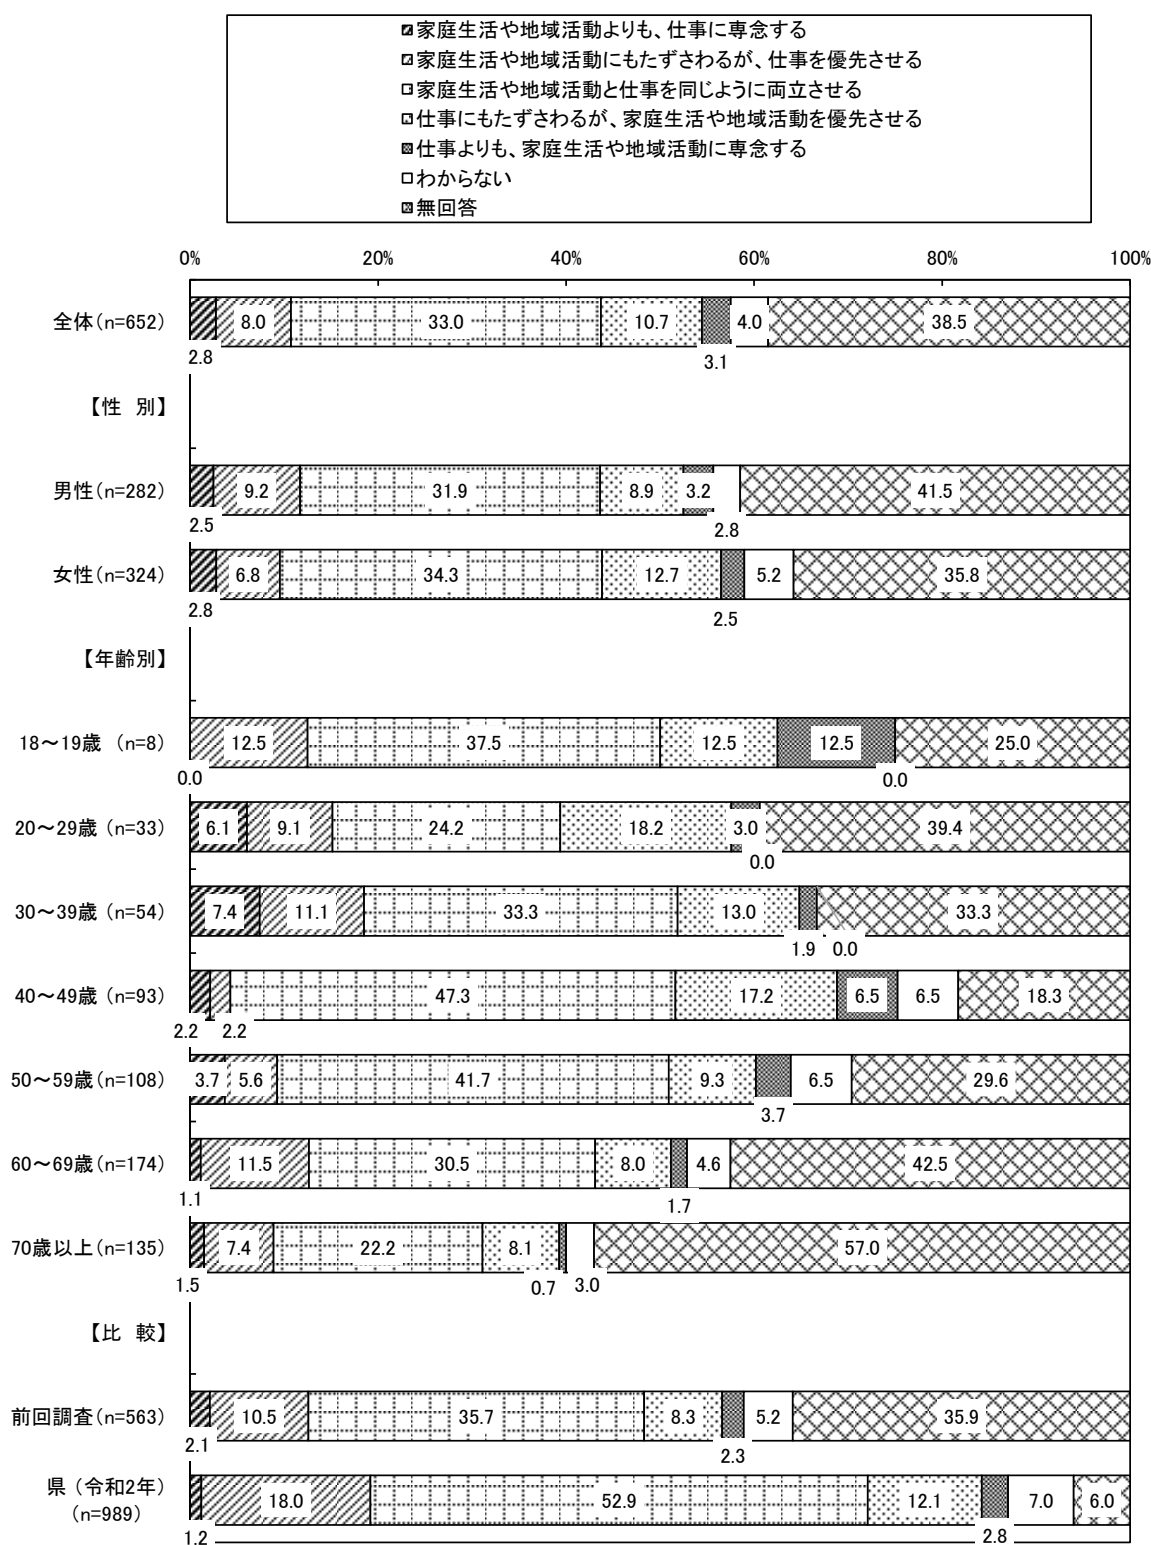 家庭生活や地域活動よりも、仕事に専念する
家庭生活や地域活動にもたずさわるが、仕事を優先させる
家庭生活や地域活動と仕事を同じように両立させる
仕事にもたずさわるが、家庭生活や地域活動を優先させる
仕事よりも、家庭生活や地域活動に専念する
わからない
無回答
0% 20% 40% 60% 80% 100%
全体(n=652) 8.0 33.0 10.7 4.0 38.5
2.8 3.1
【性 別】
男性(n=282) 9.2 31.9 8.9 3.2 41.5
2.5 2.8
女性(n=324) 6.8 34.3 12.7 5.2 35.8
2.8 2.5
【年齢別】
18～19歳 (n=8) 12.5 37.5 12.5 12.5 25.0
0.0 0.0
20～29歳 (n=33) 6.1 9.1 24.2 18.2 3.0 39.4
0.0
30～39歳 (n=54) 7.4 11.1 33.3 13.0 33.3
1.9 0.0
40～49歳 (n=93) 47.3 17.2 6.5 6.5 18.3
2.2 2.2
50～59歳(n=108) 3.7 5.6 41.7 9.3 6.5 29.6
3.7
60～69歳(n=174) 11.5 30.5 8.0 4.6 42.5
1.1 1.7
70歳以上(n=135) 7.4 22.2 8.1 57.0
1.5 0.7 3.0
【比 較】
前回調査(n=563) 10.5 35.7 8.3 5.2 35.9
2.1 2.3
県 (令和2年)
(n=989) 18.0 52.9 12.1 7.0 6.0
1.2 2.8